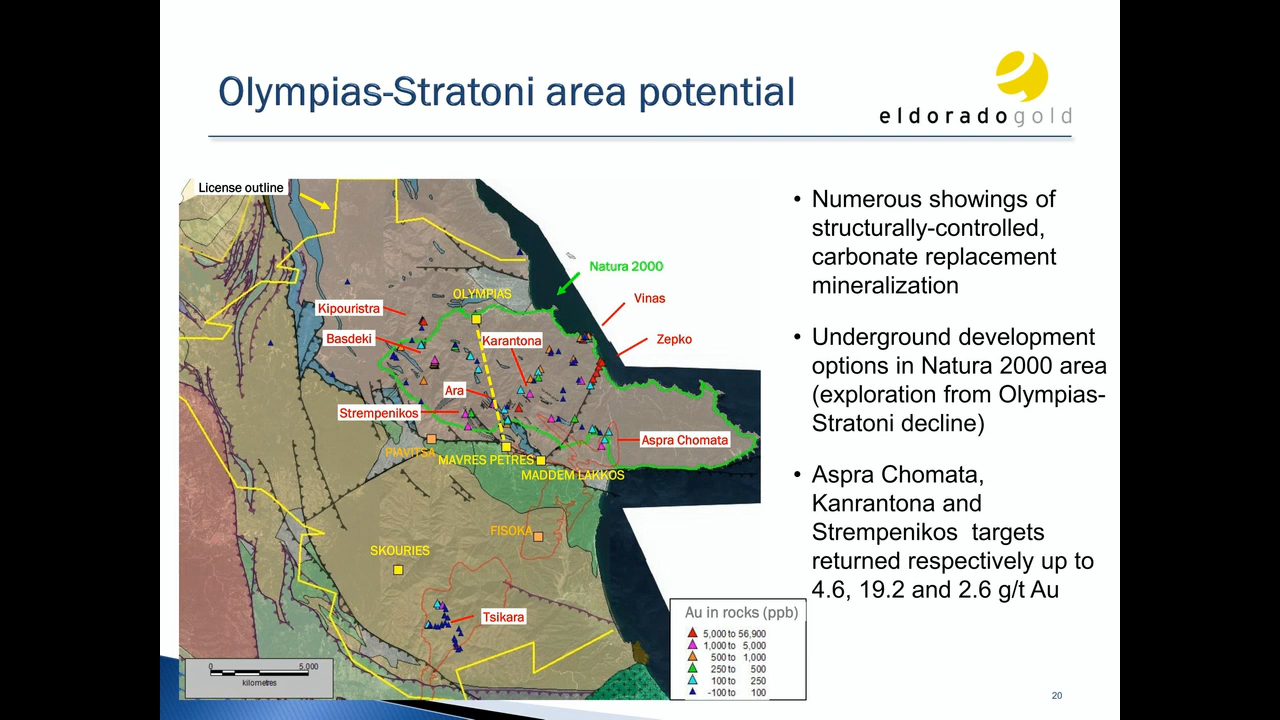 Olympias-Stratoni area potential
eldoradogold
License outline
Natura 2000
OLYMPIAS
Vinas
Kipouristra
Basdeki
Karantona
Zepko
Ara
Strempenikos
Aspra Chomata
PIAVITSA
MAVRES PETRES
MADDEM LAKKOS
FISOKA
SKOURIES
Tsikara
0 5,000
kilometres
Au in rocks (ppb)
5,000 to 56,900
1,000 to 5,000
500 to 1,000
250 to 500
100 to 250
-100 to 100
• Numerous showings of
structurally-controlled,
carbonate replacement
mineralization
• Underground development
options in Natura 2000 area
(exploration from Olympias-
Stratoni decline)
• Aspra Chomata,
Kanrantona and
Strempenikos targets
returned respectively up to
4.6, 19.2 and 2.6 g/t Au
20